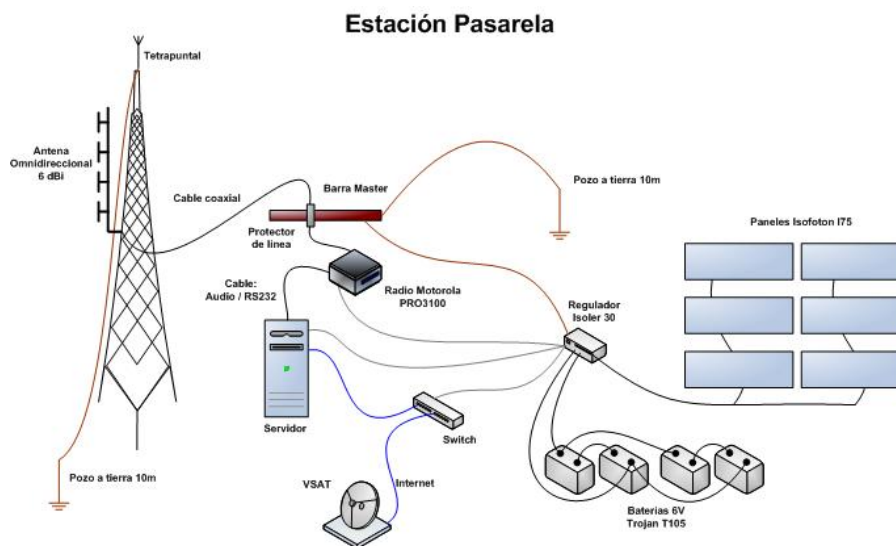 Estación Pasarela
Tetrapuntal
Antena
Omnidireccional
6 dBi
Cable coaxial
Barra Master
Pozo a tierra 10m
Protector
de linea
Paneles Isofoton I75
Cable:
Audio / RS232
Radio Motorola
PRO3100
Regulador
Isoler 30
Servidor
Switch
Pozo a tierra 10m
VSAT
Internet
Baterias 6V
Trojan T105